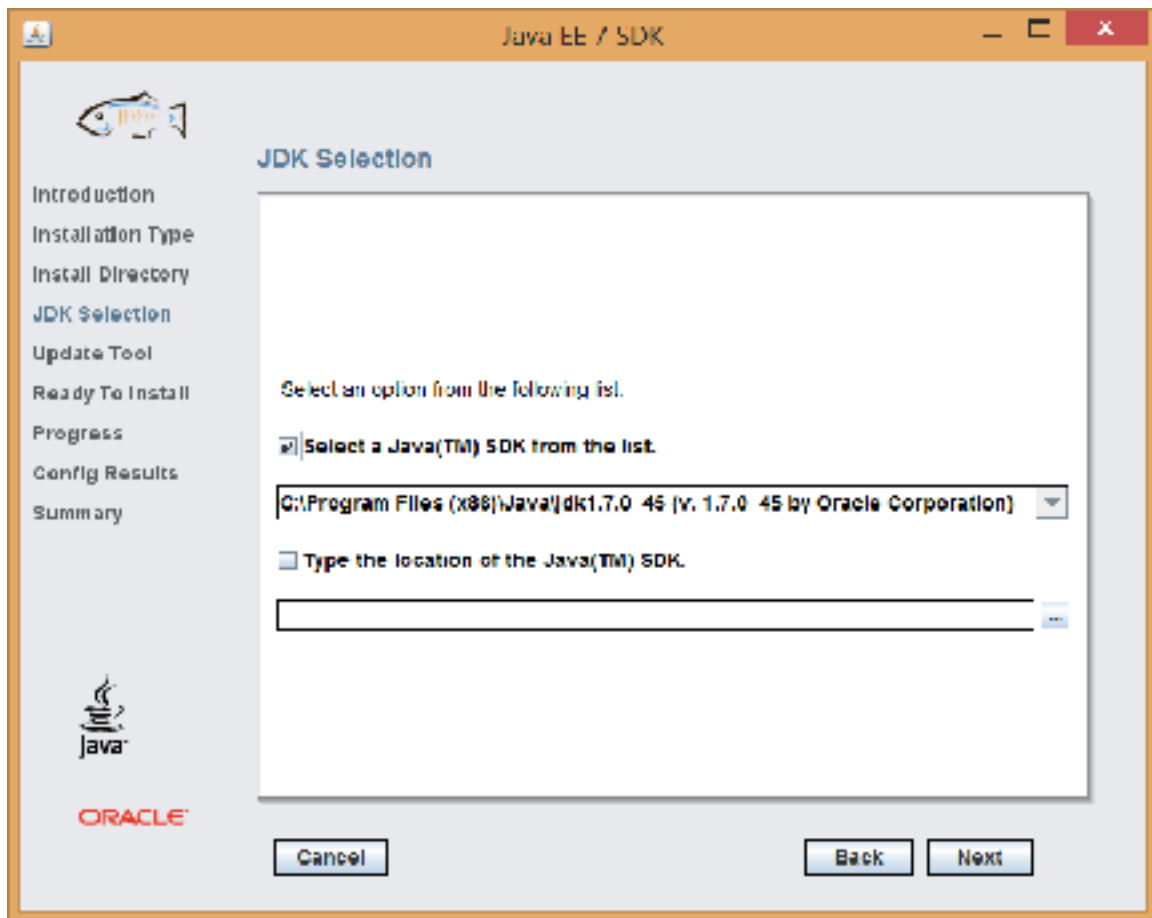 Java EE 7 SDK
JDK Selection
Introduction
Installation Type
Install Directory
JDK Selection
Update Tool
Ready To Install
Progress
Config Results
Summary
Select an option from the following list.
Select a Java(TM) SDK from the list.
C:\Program Files (x86)\Java\jdk1.7.0_45 (v. 1.7.0_45 by Oracle Corporation)
Type the location of the Java(TM) SDK.
...
Java
ORACLE
Cancel
Back
Next